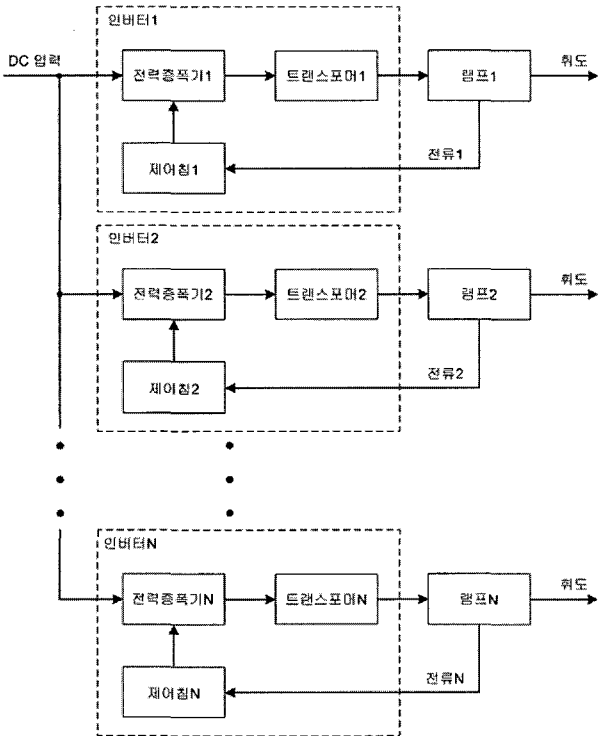 인버터1
DC 입력
전력증폭기1
트랜스포머1
램프1
휘도
제어칩1
전류1
인버터2
전력증폭기2
트랜스포머2
램프2
휘도
제어칩2
전류2
인버터N
전력증폭기N
트랜스포머N
램프N
휘도
제어칩N
전류N